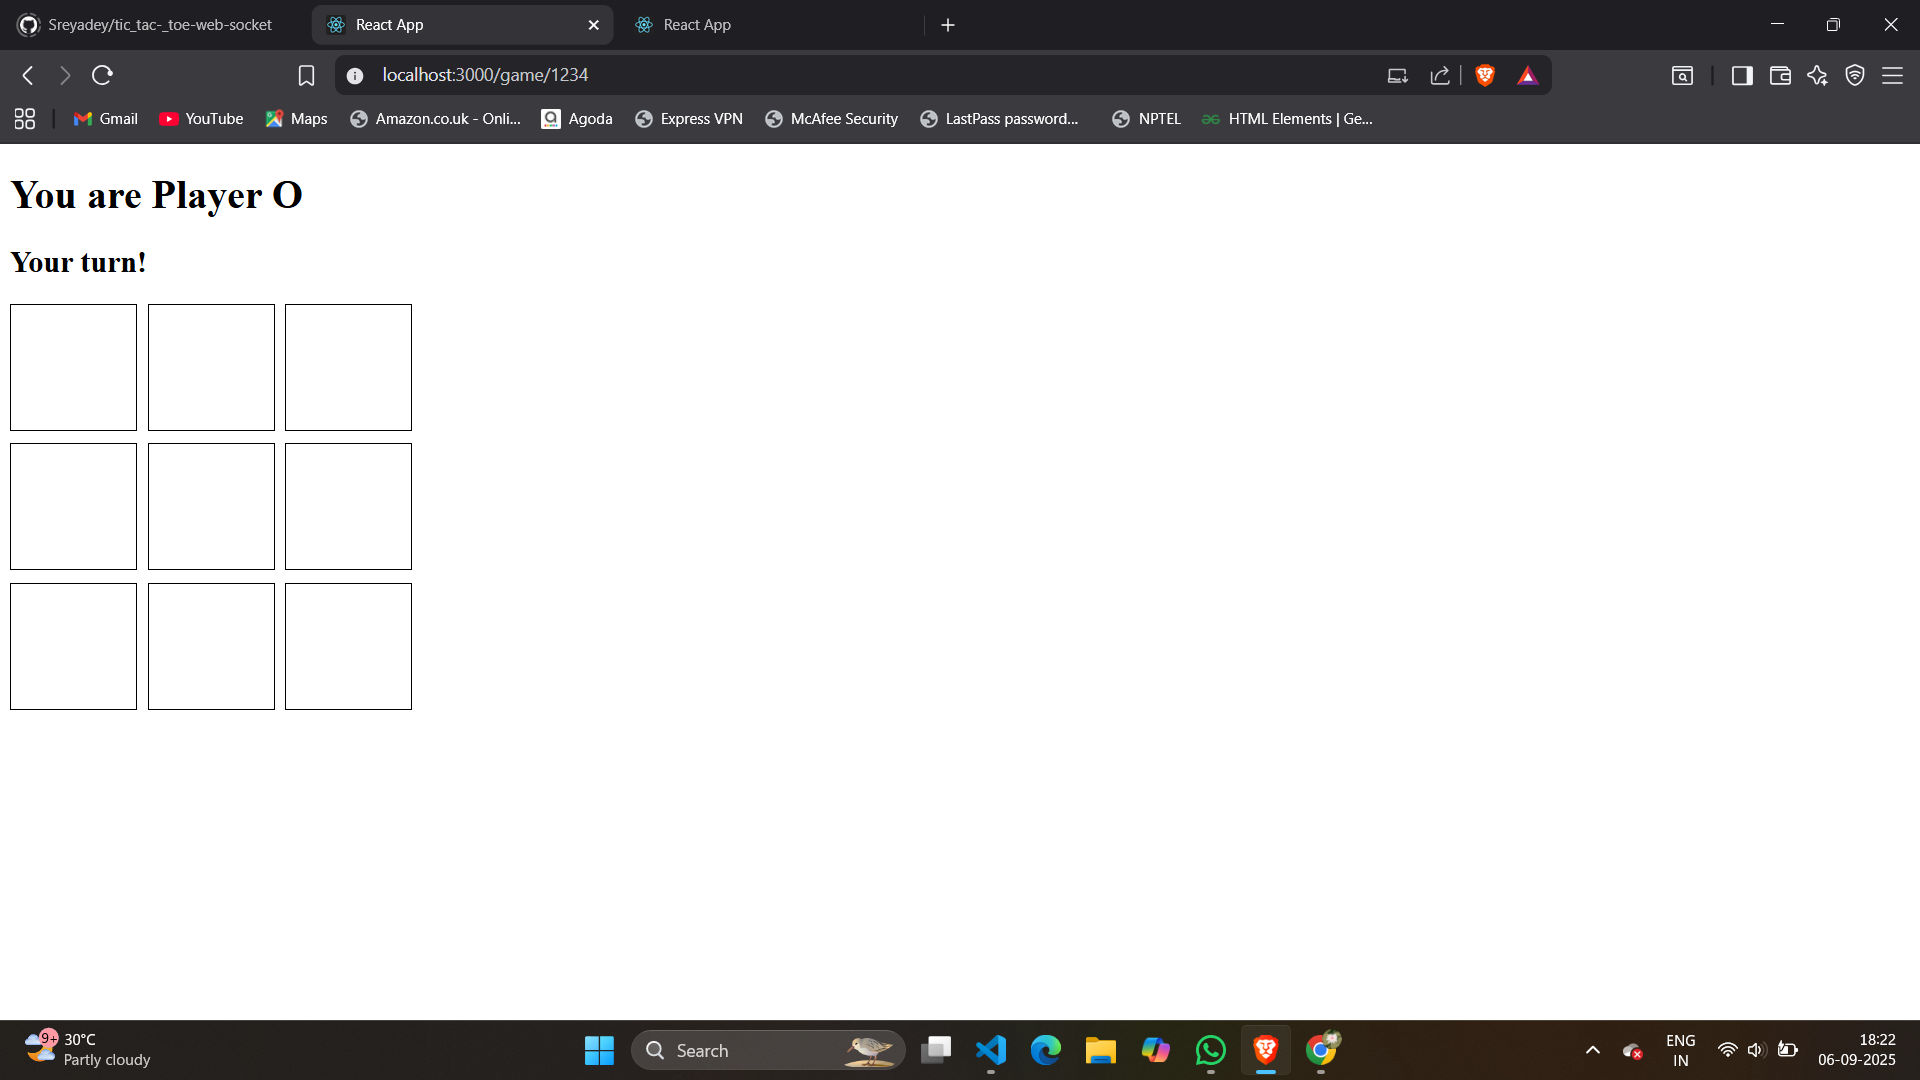 Sreyadey/tic_tac-_toe-web-socket
React App
React App
localhost:3000/game/1234
Gmail
YouTube
Maps
Amazon.co.uk - Onli...
Agoda
Express VPN
McAfee Security
LastPass password...
NPTEL
HTML Elements | Ge...
You are Player O
Your turn!
9+
30°C
Partly cloudy
Search
ENG
IN
18:22
06-09-2025